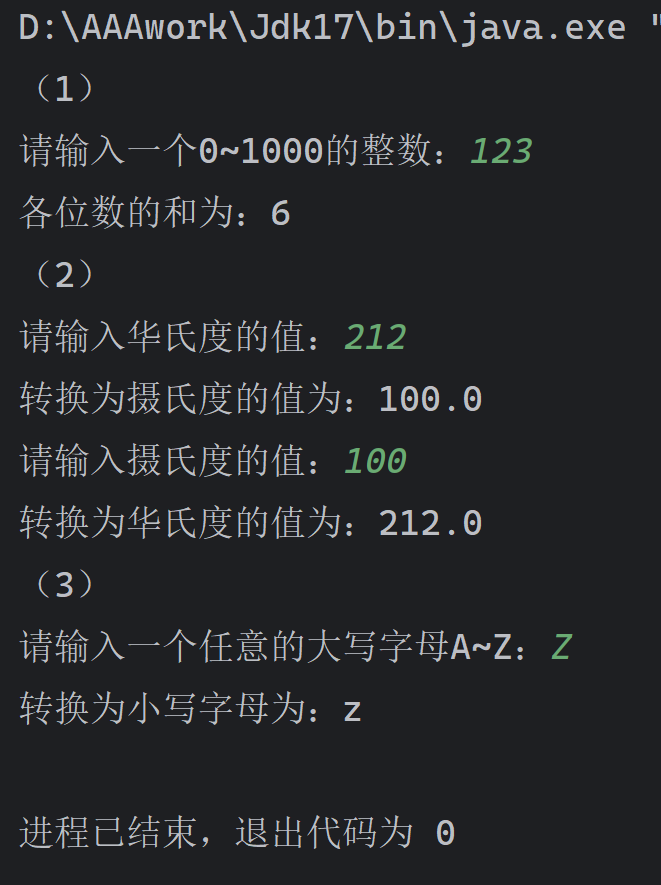 D:\AAAwork\Jdk17\bin\java.exe "
（1）
请输入一个0~1000的整数：123
各位数的和为：6
（2）
请输入华氏度的值：212
转换为摄氏度的值为：100.0
请输入摄氏度的值：100
转换为华氏度的值为：212.0
（3）
请输入一个任意的大写字母A~Z：Z
转换为小写字母为：z
进程已结束，退出代码为 0